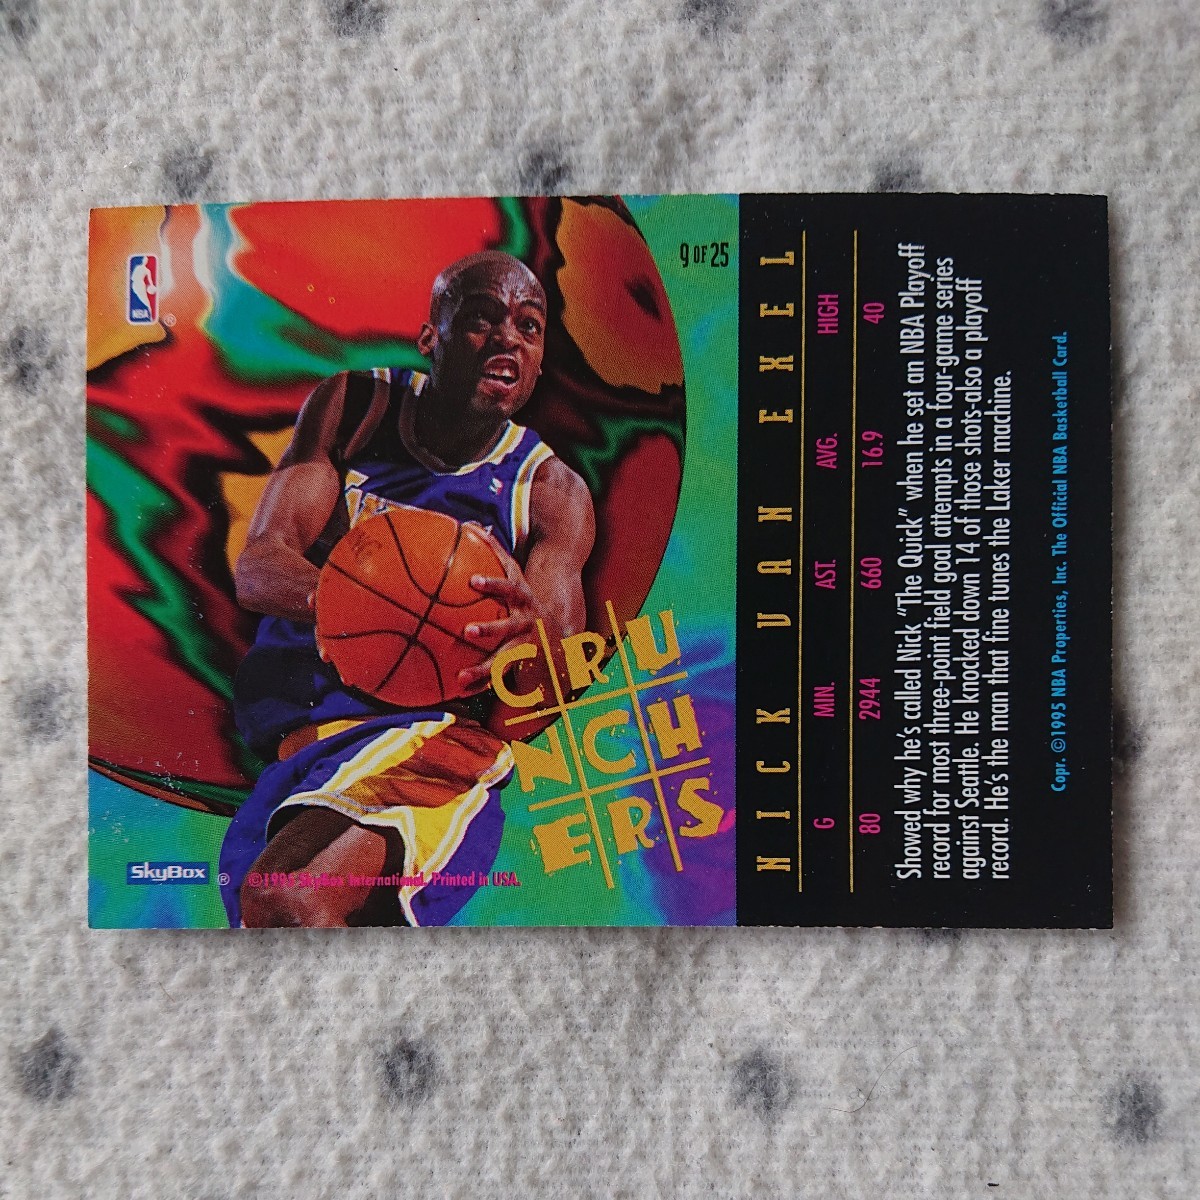 9 OF 25
NBA
®
CRU
NCH
ERS
SkyBox ®
©1995 SkyBox International. Printed in USA.
NICK VAN EXEL
G MIN. AST. AVG. HIGH
80 2944 660 16.9 40
Showed why he's called Nick "The Quick" when he set an NBA Playoff
record for most three-point field goal attempts in a four-game series
against Seattle. He knocked down 14 of those shots-also a playoff
record. He's the man that fine tunes the Laker machine.
Copr. ©1995 NBA Properties, Inc. The Official NBA Basketball Card.